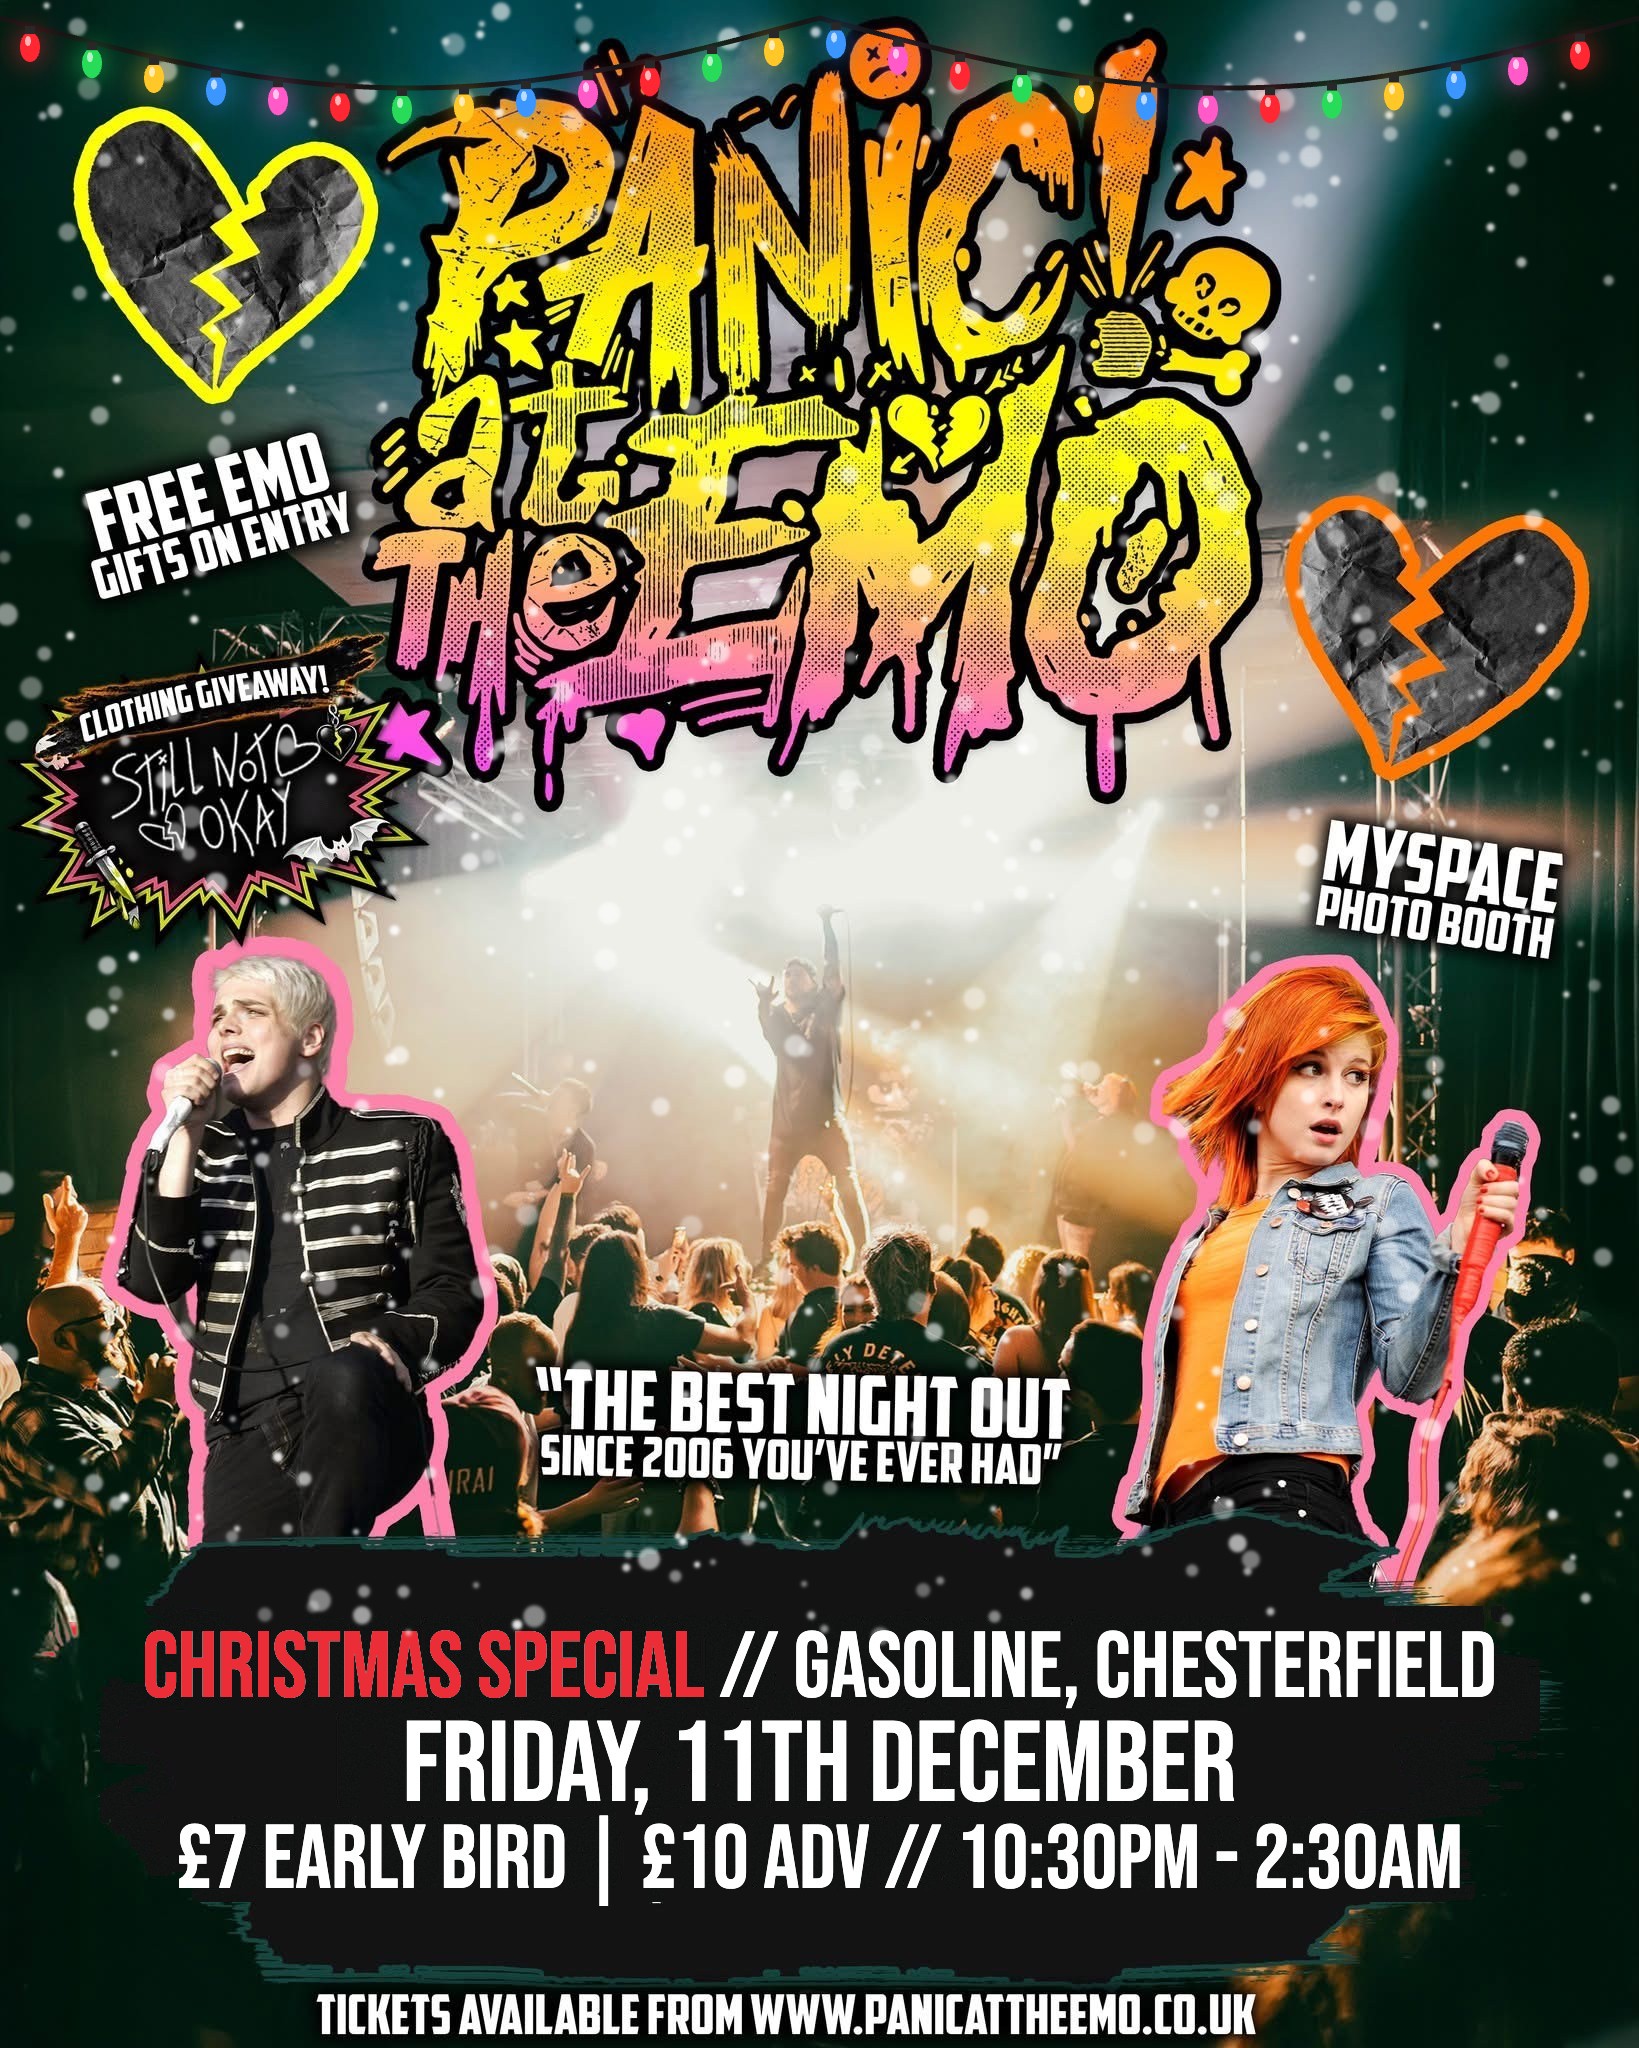 PANIC!
at
THE EMO
FREE EMO
GIFTS ON ENTRY
CLOTHING GIVEAWAY!
STILL NOT
OKAY
MYSPACE
PHOTO BOOTH
"THE BEST NIGHT OUT
SINCE 2006 YOU'VE EVER HAD"
CHRISTMAS SPECIAL // GASOLINE, CHESTERFIELD
FRIDAY, 11TH DECEMBER
£7 EARLY BIRD | £10 ADV // 10:30PM - 2:30AM
TICKETS AVAILABLE FROM WWW.PANICATTHEEMO.CO.UK